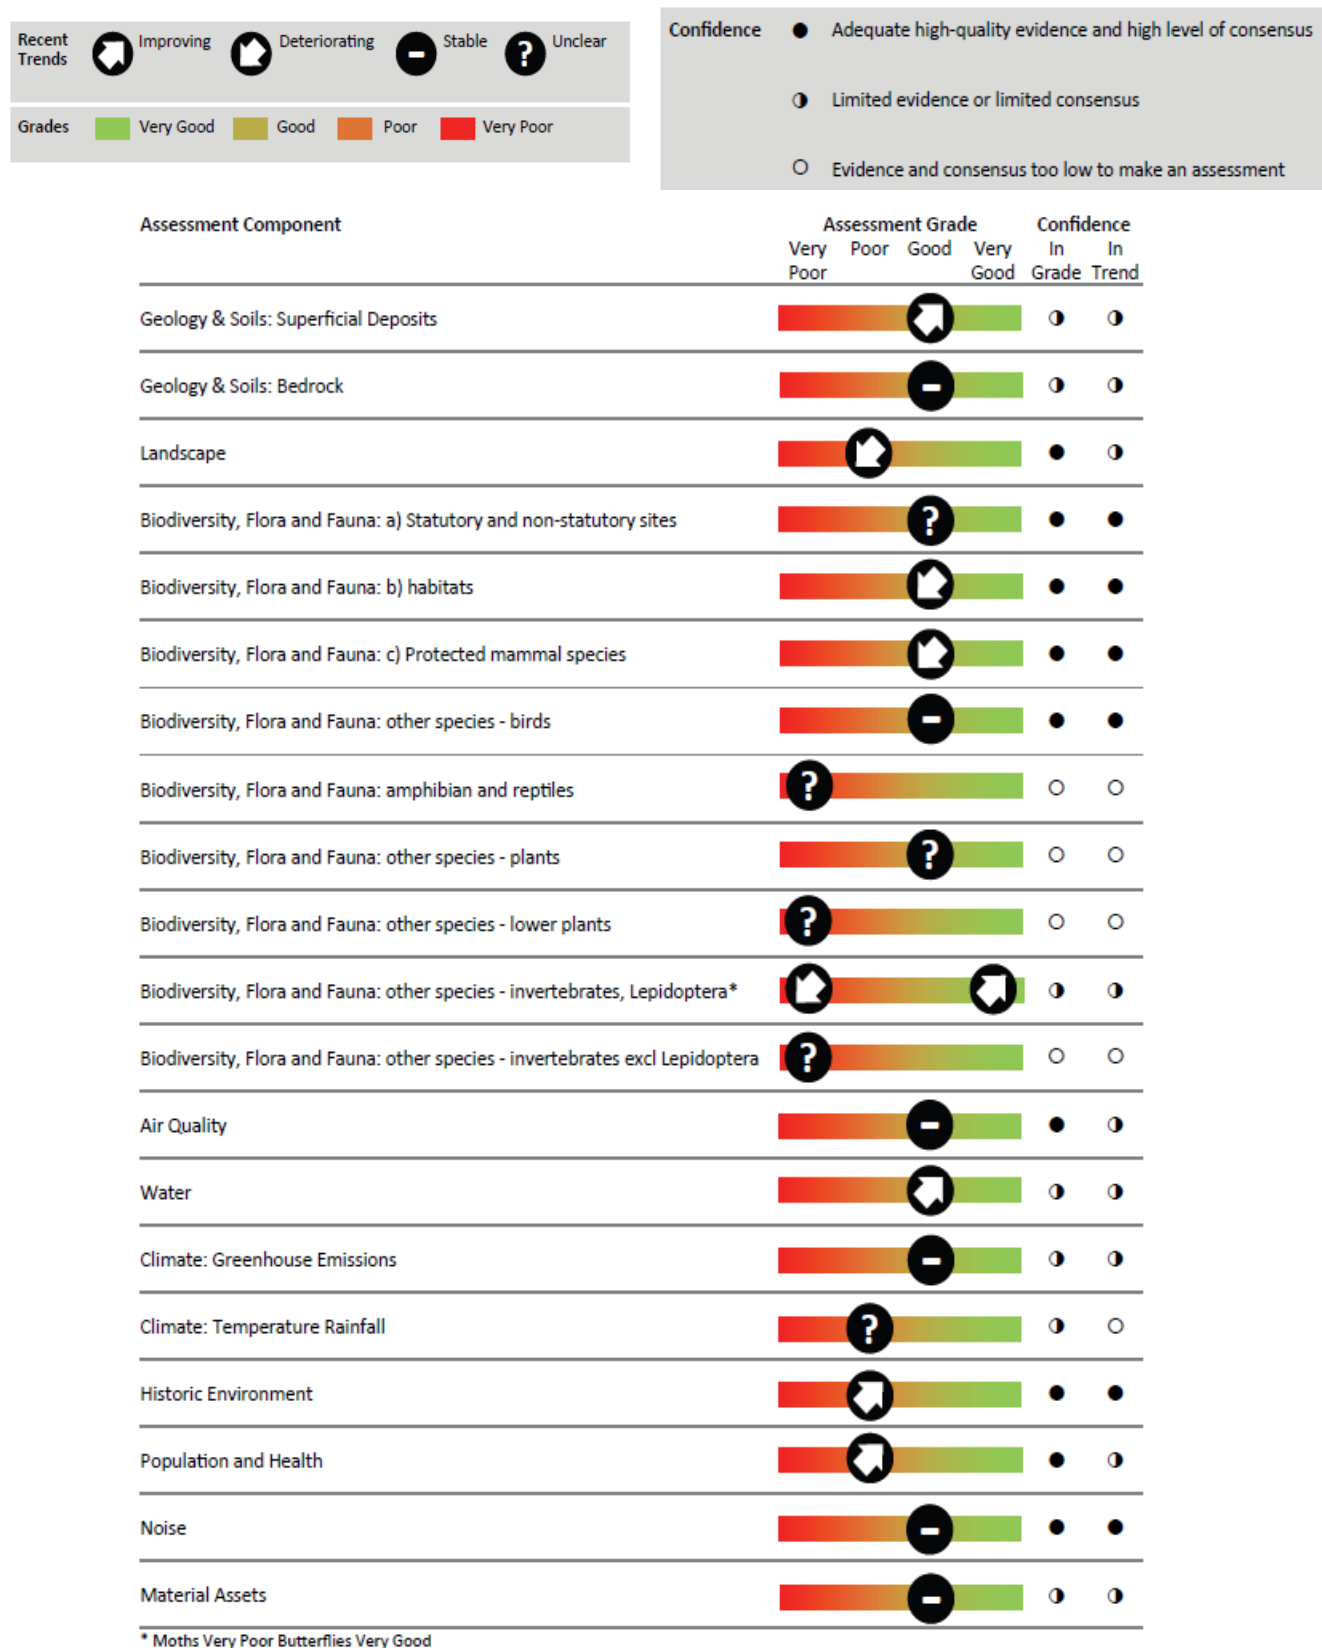 Recent Trends Improving Deteriorating Stable ? Unclear
Grades Very Good Good Poor Very Poor
Confidence Adequate high-quality evidence and high level of consensus
Limited evidence or limited consensus
Evidence and consensus too low to make an assessment
Assessment Component Assessment Grade Confidence
Very Poor Poor Good Very Good In Grade In Trend
Geology & Soils: Superficial Deposits
Geology & Soils: Bedrock
Landscape
Biodiversity, Flora and Fauna: a) Statutory and non-statutory sites ?
Biodiversity, Flora and Fauna: b) habitats
Biodiversity, Flora and Fauna: c) Protected mammal species
Biodiversity, Flora and Fauna: other species - birds
Biodiversity, Flora and Fauna: amphibian and reptiles ?
Biodiversity, Flora and Fauna: other species - plants ?
Biodiversity, Flora and Fauna: other species - lower plants ?
Biodiversity, Flora and Fauna: other species - invertebrates, Lepidoptera*
Biodiversity, Flora and Fauna: other species - invertebrates excl Lepidoptera ?
Air Quality
Water
Climate: Greenhouse Emissions
Climate: Temperature Rainfall ?
Historic Environment
Population and Health
Noise
Material Assets
* Moths Very Poor Butterflies Very Good